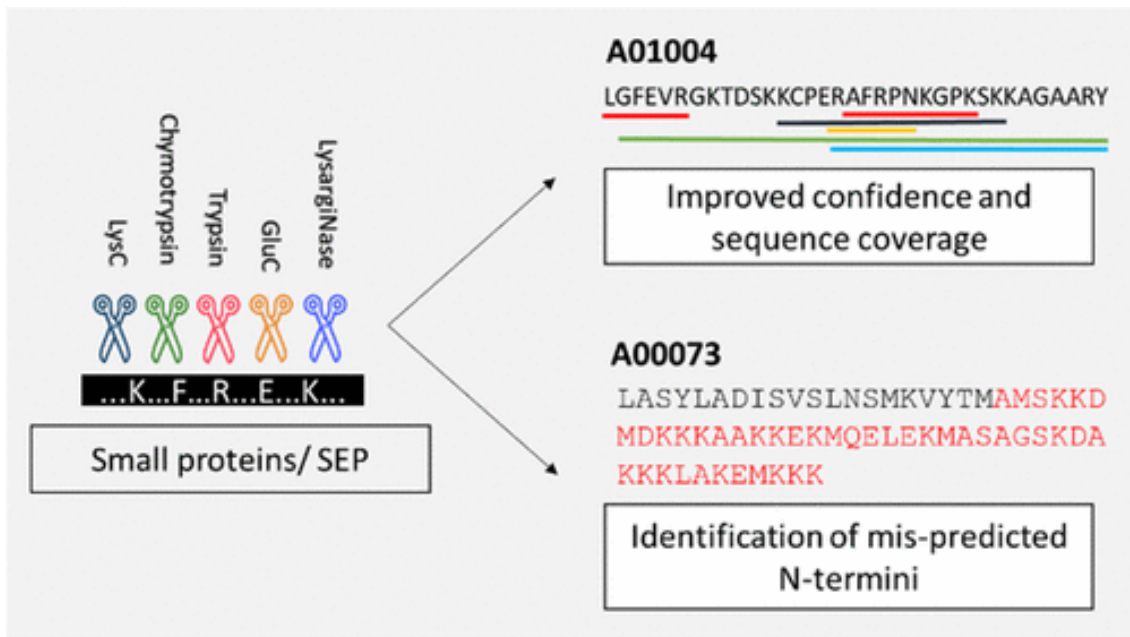 LysC
Chymotrypsin
Trypsin
GluC
LysargiNase
...K...F...R...E...K...
Small proteins/ SEP
A01004
LGFEVRGKTDSKKCPERAFRPNKGPKSKKAGAARY
Improved confidence and
sequence coverage
A00073
LASYLADISVSLNSMKVYTMAMSKKD
MDKKKAAKKEKMQELEKMASAGSKDA
KKKLAKEMKKK
Identification of mis-predicted
N-termini